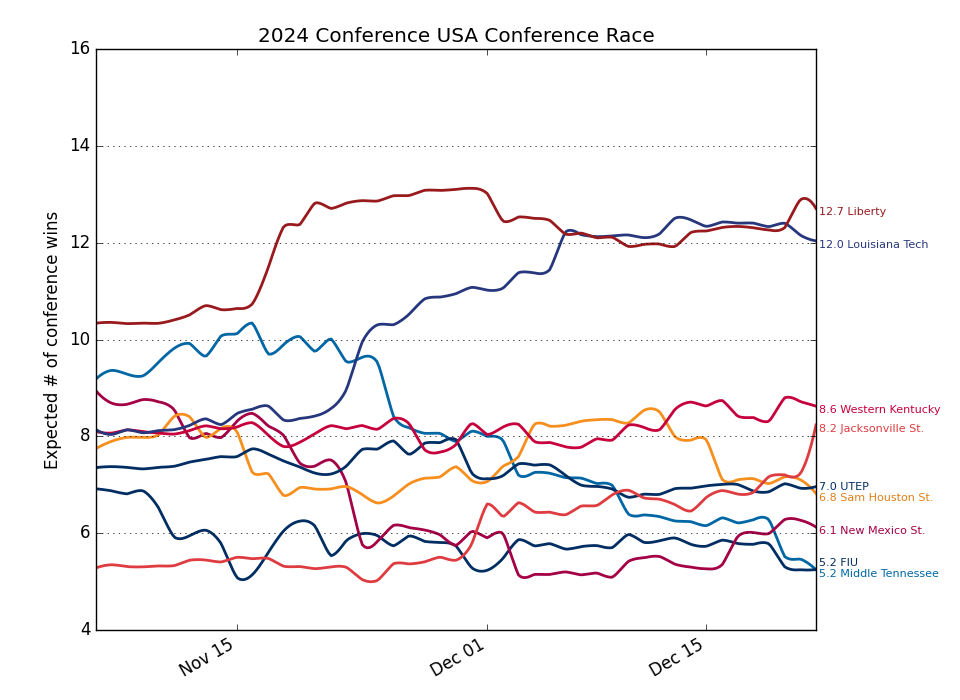 2024 Conference USA Conference Race
Expected # of conference wins
16
14
12
10
8
6
4
12.7 Liberty
12.0 Louisiana Tech
8.6 Western Kentucky
8.2 Jacksonville St.
7.0 UTEP
6.8 Sam Houston St.
6.1 New Mexico St.
5.2 FIU
5.2 Middle Tennessee
Nov 15
Dec 01
Dec 15